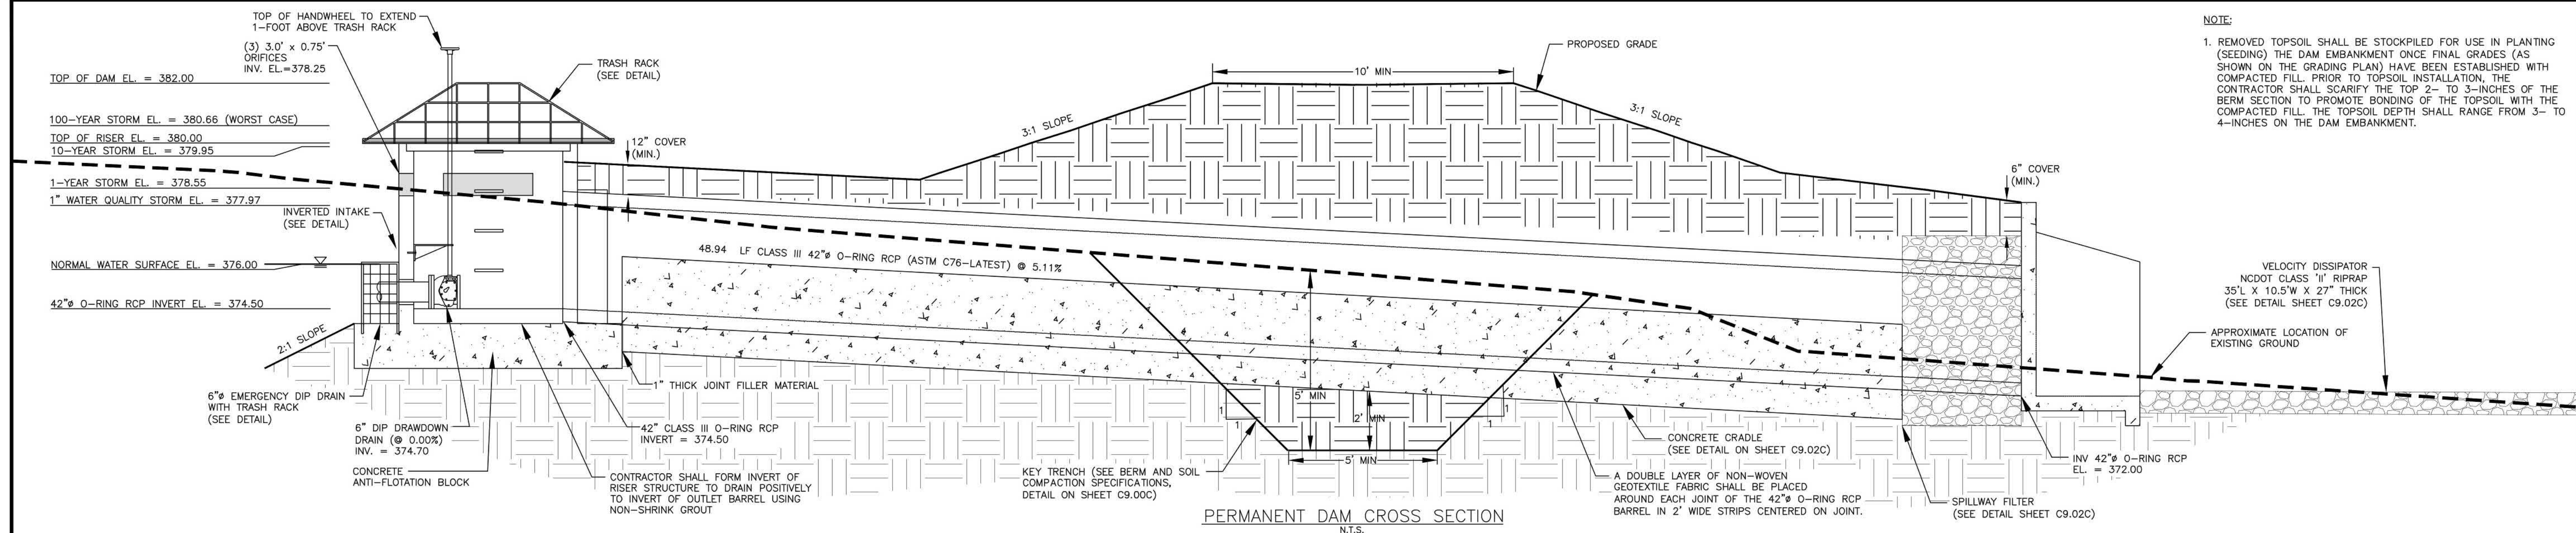 TOP OF HANDWHEEL TO EXTEND
1-FOOT ABOVE TRASH RACK
(3) 3.0' x 0.75'
ORIFICES
INV. EL.=378.25
TRASH RACK
(SEE DETAIL)
TOP OF DAM EL. = 382.00
100-YEAR STORM EL. = 380.66 (WORST CASE)
TOP OF RISER EL. = 380.00
10-YEAR STORM EL. = 379.95
1-YEAR STORM EL. = 378.55
1" WATER QUALITY STORM EL. = 377.97
INVERTED INTAKE
(SEE DETAIL)
NORMAL WATER SURFACE EL. = 376.00
42"ø O-RING RCP INVERT EL. = 374.50
2:1 SLOPE
6"ø EMERGENCY DIP DRAIN
WITH TRASH RACK
(SEE DETAIL)
6" DIP DRAWDOWN
DRAIN (@ 0.00%)
INV. = 374.70
CONCRETE
ANTI-FLOTATION BLOCK
12" COVER
(MIN.)
3:1 SLOPE
10' MIN
PROPOSED GRADE
3:1 SLOPE
48.94 LF CLASS III 42"ø O-RING RCP (ASTM C76-LATEST) @ 5.11%
1" THICK JOINT FILLER MATERIAL
42" CLASS III O-RING RCP
INVERT = 374.50
CONTRACTOR SHALL FORM INVERT OF
RISER STRUCTURE TO DRAIN POSITIVELY
TO INVERT OF OUTLET BARREL USING
NON-SHRINK GROUT
5' MIN
2' MIN
1
1
1
1
5' MIN
KEY TRENCH (SEE BERM AND SOIL
COMPACTION SPECIFICATIONS,
DETAIL ON SHEET C9.00C)
CONCRETE CRADLE
(SEE DETAIL ON SHEET C9.02C)
A DOUBLE LAYER OF NON-WOVEN
GEOTEXTILE FABRIC SHALL BE PLACED
AROUND EACH JOINT OF THE 42"ø O-RING RCP
BARREL IN 2' WIDE STRIPS CENTERED ON JOINT.
6" COVER
(MIN.)
VELOCITY DISSIPATOR
NCDOT CLASS 'II' RIPRAP
35'L X 10.5'W X 27" THICK
(SEE DETAIL SHEET C9.02C)
APPROXIMATE LOCATION OF
EXISTING GROUND
INV 42"ø O-RING RCP
EL. = 372.00
SPILLWAY FILTER
(SEE DETAIL SHEET C9.02C)
NOTE:
1. REMOVED TOPSOIL SHALL BE STOCKPILED FOR USE IN PLANTING
(SEEDING) THE DAM EMBANKMENT ONCE FINAL GRADES (AS
SHOWN ON THE GRADING PLAN) HAVE BEEN ESTABLISHED WITH
COMPACTED FILL. PRIOR TO TOPSOIL INSTALLATION, THE
CONTRACTOR SHALL SCARIFY THE TOP 2- TO 3-INCHES OF THE
BERM SECTION TO PROMOTE BONDING OF THE TOPSOIL WITH THE
COMPACTED FILL. THE TOPSOIL DEPTH SHALL RANGE FROM 3- TO
4-INCHES ON THE DAM EMBANKMENT.
PERMANENT DAM CROSS SECTION
N.T.S.